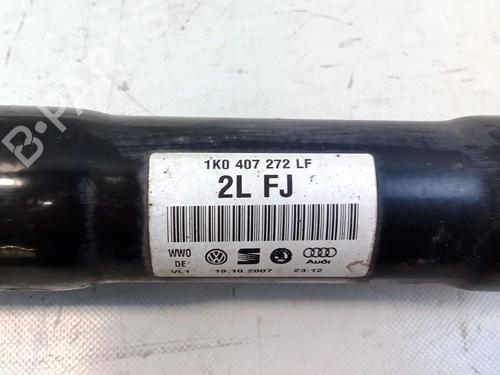 1K0 407 272 LF
2L FJ
WWO
DE
VL1
Audi
19.10.2007 23:12
B-PARTS